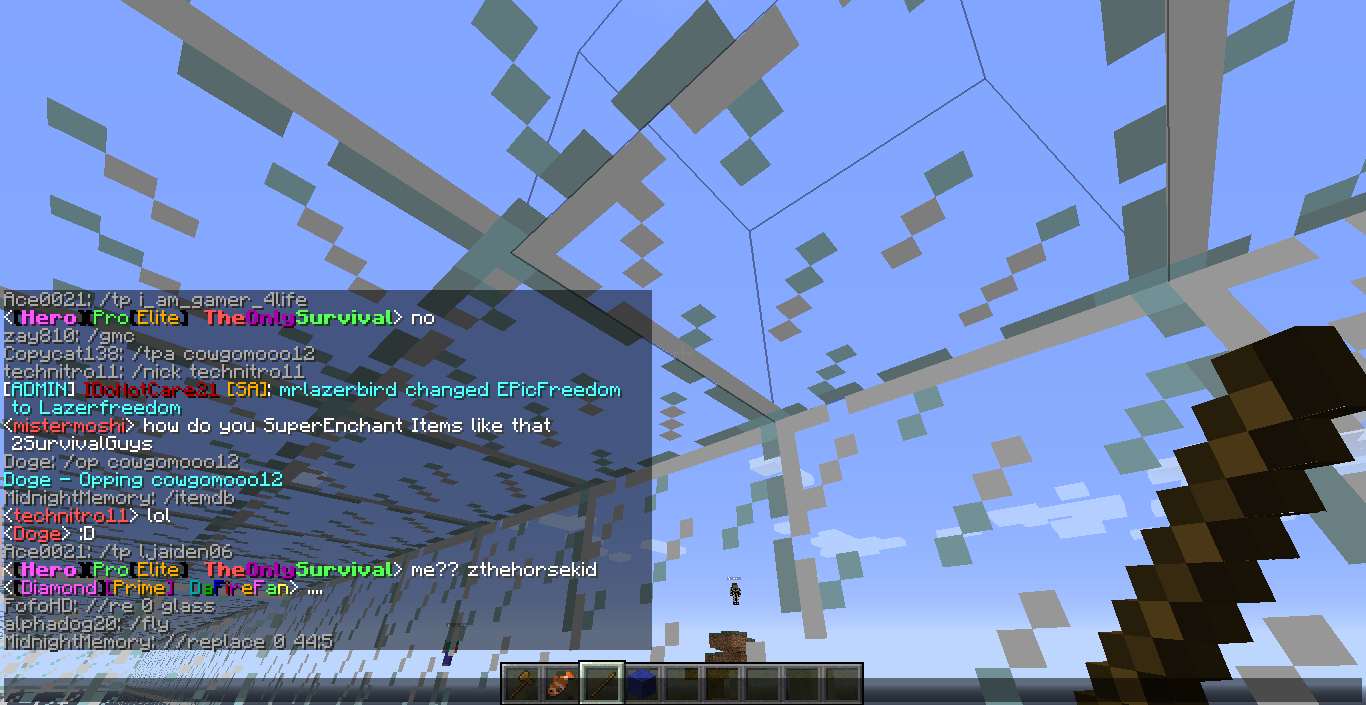 Ace0021: /tp i_am_gamer_4life
<[Hero][Pro][Elite] TheOnlySurvival> no
zay810: /gmc
Copycat138: /tpa cowgomooo12
technitro11: /nick technitro11
[ADMIN] IDoNotCare21 [SA]: mrlazerbird changed EPicFreedom
to Lazerfreedom
<mistermoshi> how do you SuperEnchant Items like that
2SurvivalGuys
Doge: /op cowgomooo12
Doge - Opping cowgomooo12
MidnightMemory: /itemdb
<technitro11> lol
<Doge> :D
Ace0021: /tp ljaiden06
<[Hero][Pro][Elite] TheOnlySurvival> me?? zthehorsekid
<[Diamond][Prime] DsFireFan> ....
FofoHD: //re 0 glass
alphadog20: /fly
MidnightMemory: //replace 0 44:5